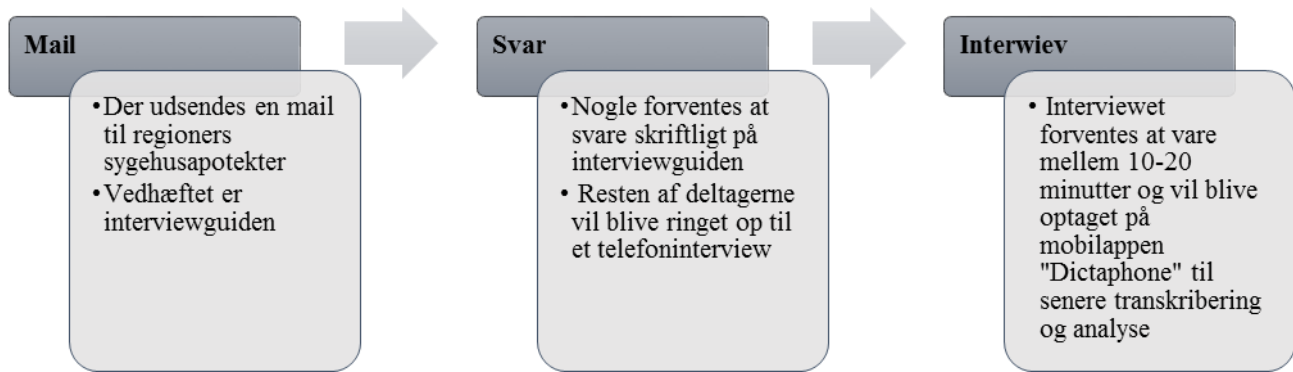 Mail
•Der udsendes en mail
til regioners
sygehusapotekter
•Vedhæftet er
interviewguiden
Svar
•Nogle forventes at
svare skriftligt på
interviewguiden
• Resten af deltagerne
vil blive ringet op til
et telefoninterview
Interwiev
• Interviewet
forventes at vare
mellem 10-20
minutter og vil blive
optaget på
mobilappen
"Dictaphone" til
senere transkribering
og analyse